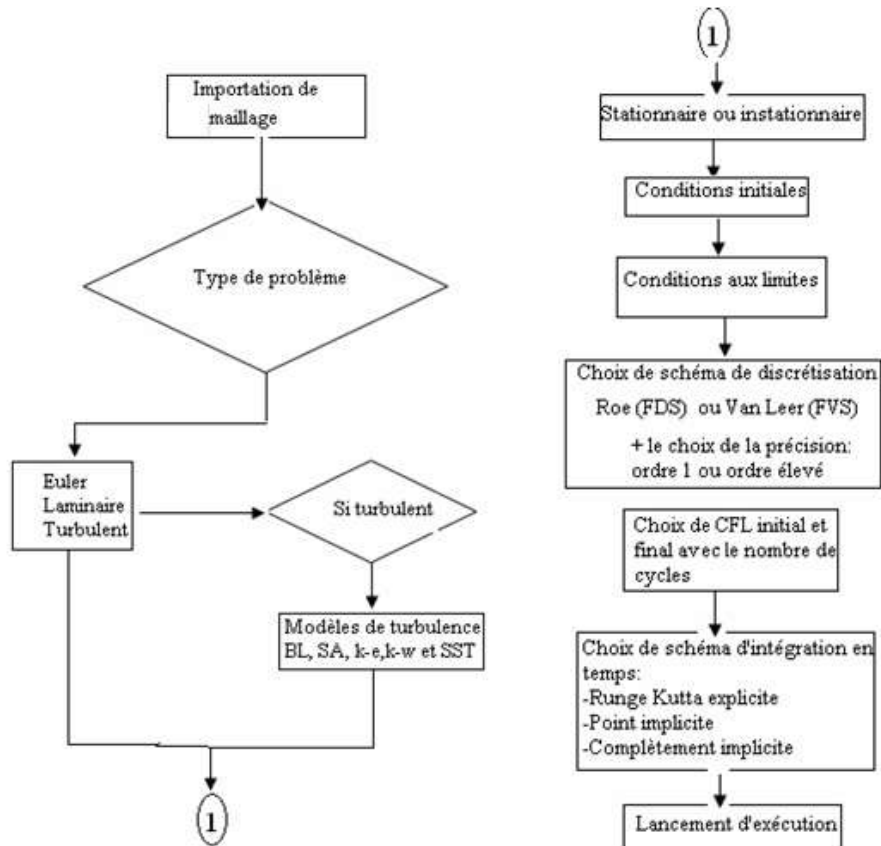 Importation de
maillage
Type de problème
Euler
Laminaire
Turbulent
Si turbulent
Modèles de turbulence
BL, SA, k-e,k-w et SST
1
1
Stationnaire ou instationnaire
Conditions initiales
Conditions aux limites
Choix de schéma de discrétisation
Roe (FDS) ou Van Leer (FVS)
+ le choix de la précision:
ordre 1 ou ordre élevé
Choix de CFL initial et
final avec le nombre de
cycles
Choix de schéma d'intégration en
temps:
-Runge Kutta explicite
-Point implicite
-Complètement implicite
Lancement d'exécution